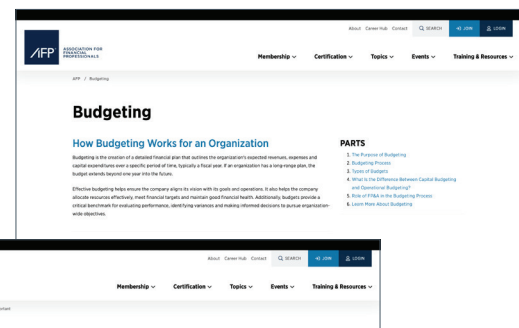 About Career Hub Contact SEARCH JOIN LOGIN
AFP ASSOCIATION FOR
FINANCIAL
PROFESSIONALS
Membership Certification Topics Events Training & Resources
AFP / Budgeting
Budgeting
How Budgeting Works for an Organization
Budgeting is the creation of a detailed financial plan that outlines the organization's expected revenues, expenses and
capital expenditures over a specific period of time, typically a fiscal year. If an organization has a long-range plan, the
budget extends beyond one year into the future.
Effective budgeting helps ensure the company aligns its vision with its goals and operations. It also helps the company
allocate resources effectively, meet financial targets and maintain good financial health. Additionally, budgets provide a
critical benchmark for evaluating performance, identifying variances and making informed decisions to pursue organization-
wide objectives.
PARTS
1. The Purpose of Budgeting
2. Budgeting Process
3. Types of Budgets
4. What Is the Difference Between Capital Budgeting
and Operational Budgeting?
5. Role of FP&A in the Budgeting Process
6. Learn More About Budgeting
About Career Hub Contact SEARCH JOIN LOGIN
Membership Certification Topics Events Training & Resources